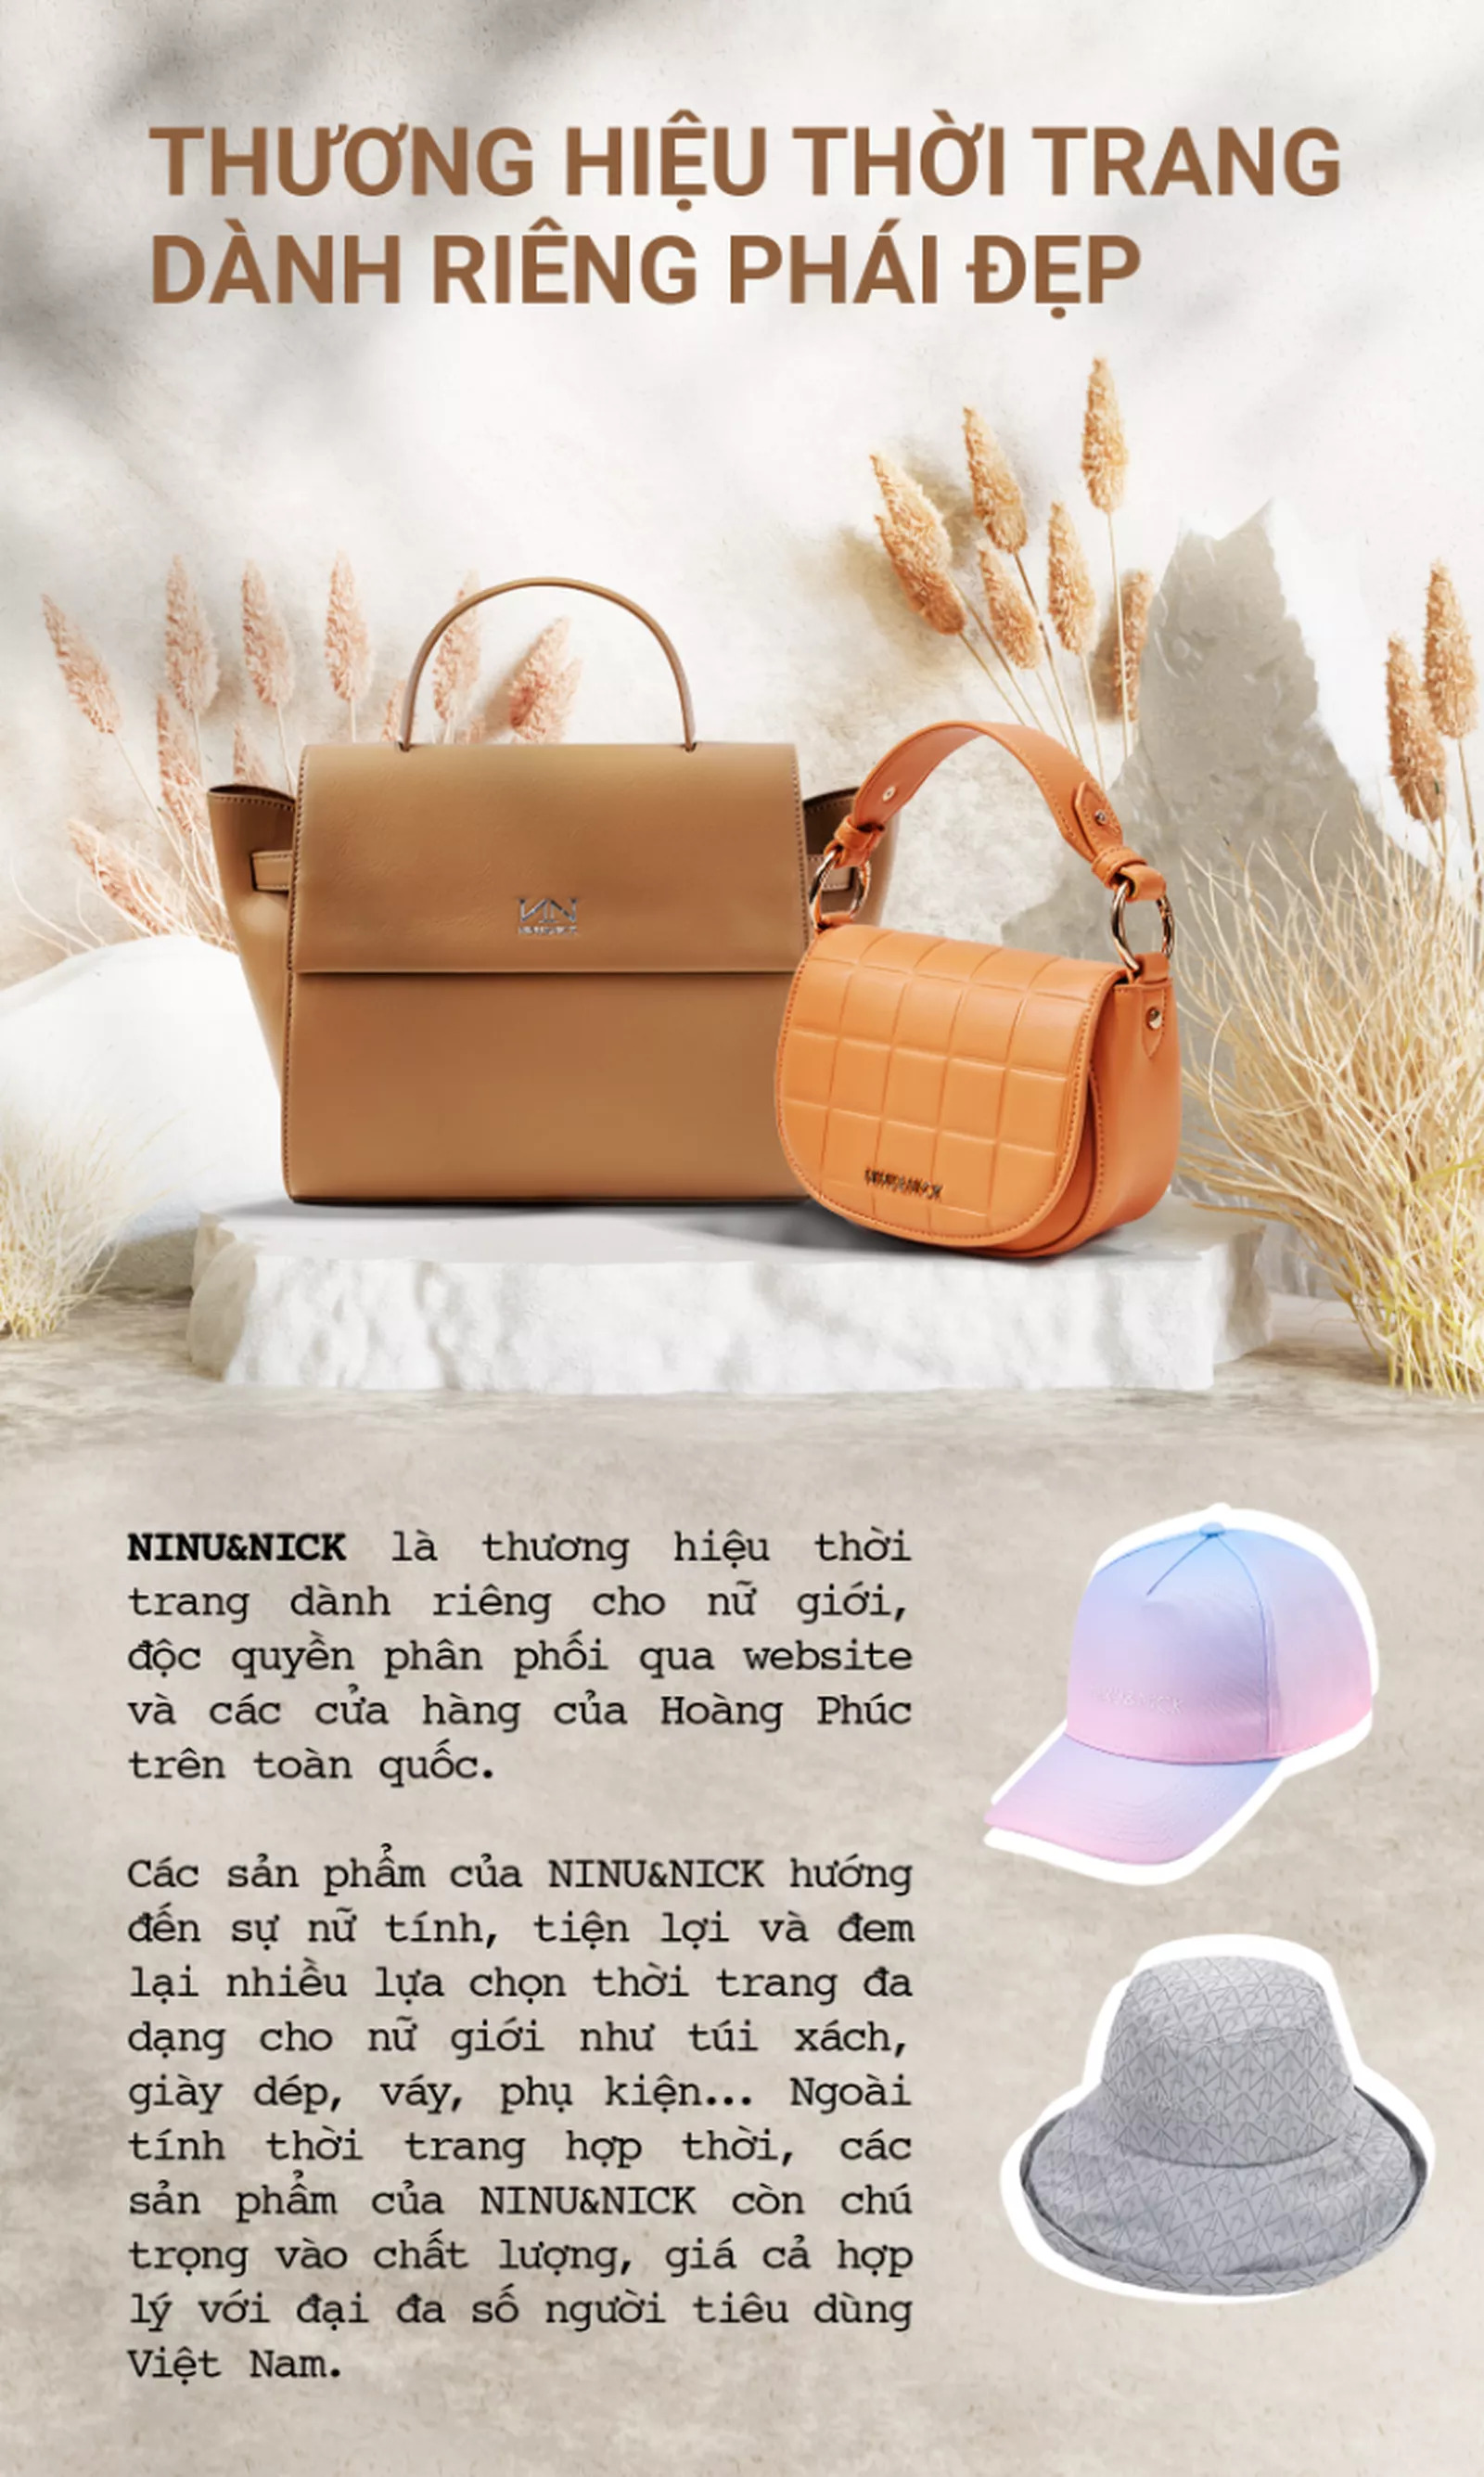 THƯƠNG HIỆU THỜI TRANG
DÀNH RIÊNG PHÁI ĐẸP
NN
NINU&NICK
NINU&NICK là thương hiệu thời
trang dành riêng cho nữ giới,
độc quyền phân phối qua website
và các cửa hàng của Hoàng Phúc
trên toàn quốc.
Các sản phẩm của NINU&NICK hướng
đến sự nữ tính, tiện lợi và đem
lại nhiều lựa chọn thời trang đa
dạng cho nữ giới như túi xách,
giày dép, váy, phụ kiện... Ngoài
tính thời trang hợp thời, các
sản phẩm của NINU&NICK còn chú
trọng vào chất lượng, giá cả hợp
lý với đại đa số người tiêu dùng
Việt Nam.